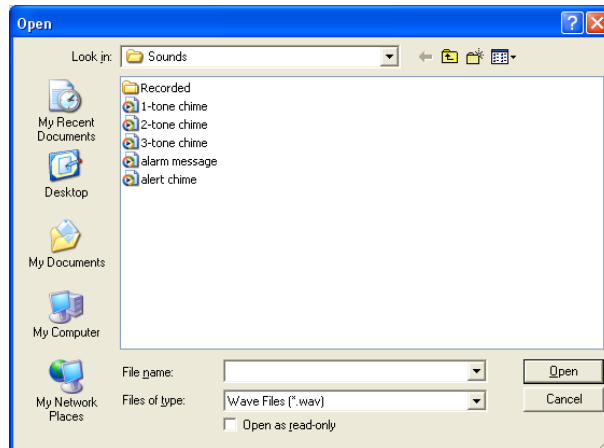 Open
Look in:
Sounds
My Recent
Documents
Desktop
My Documents
My Computer
My Network
Places
Recorded
1-tone chime
2-tone chime
3-tone chime
alarm message
alert chime
File name:
Open
Files of type:
Wave Files (*.wav)
Cancel
Open as read-only